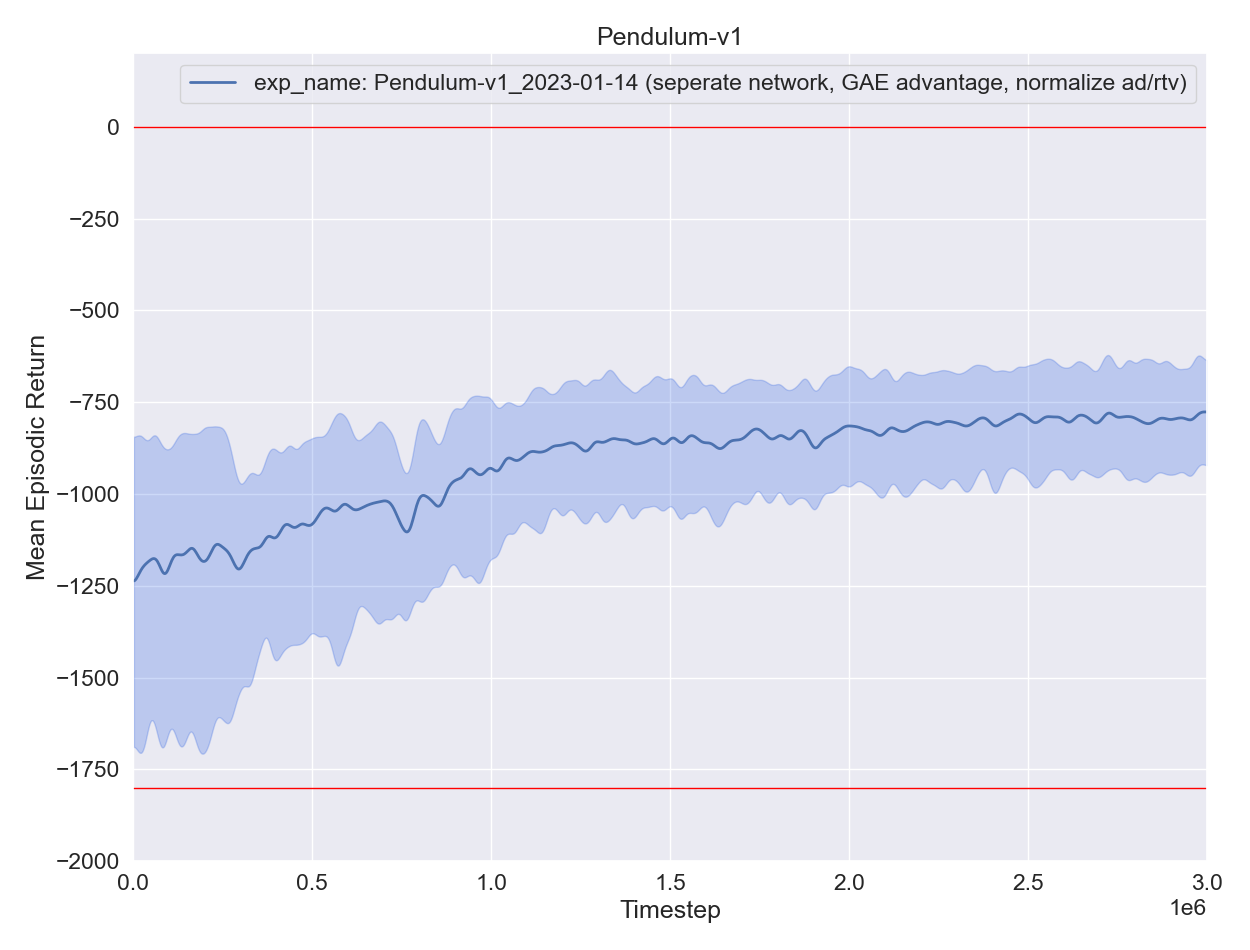 Pendulum-v1
exp_name: Pendulum-v1_2023-01-14 (seperate network, GAE advantage, normalize ad/rtv)
0
−250
−500
−750
−1000
−1250
−1500
−1750
−2000
Mean Episodic Return
0.0 0.5 1.0 1.5 2.0 2.5 3.0
Timestep
1e6